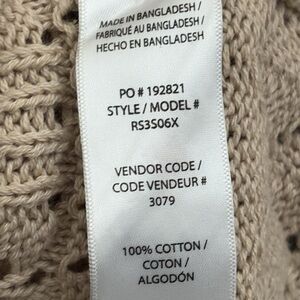 MADE IN BANGLADESH /
FABRIQUÉ AU BANGLADESH /
HECHO EN BANGLADESH
PO # 192821
STYLE / MODEL #
RS3S06X
VENDOR CODE /
CODE VENDEUR #
3079
100% COTTON /
COTON /
ALGODÓN